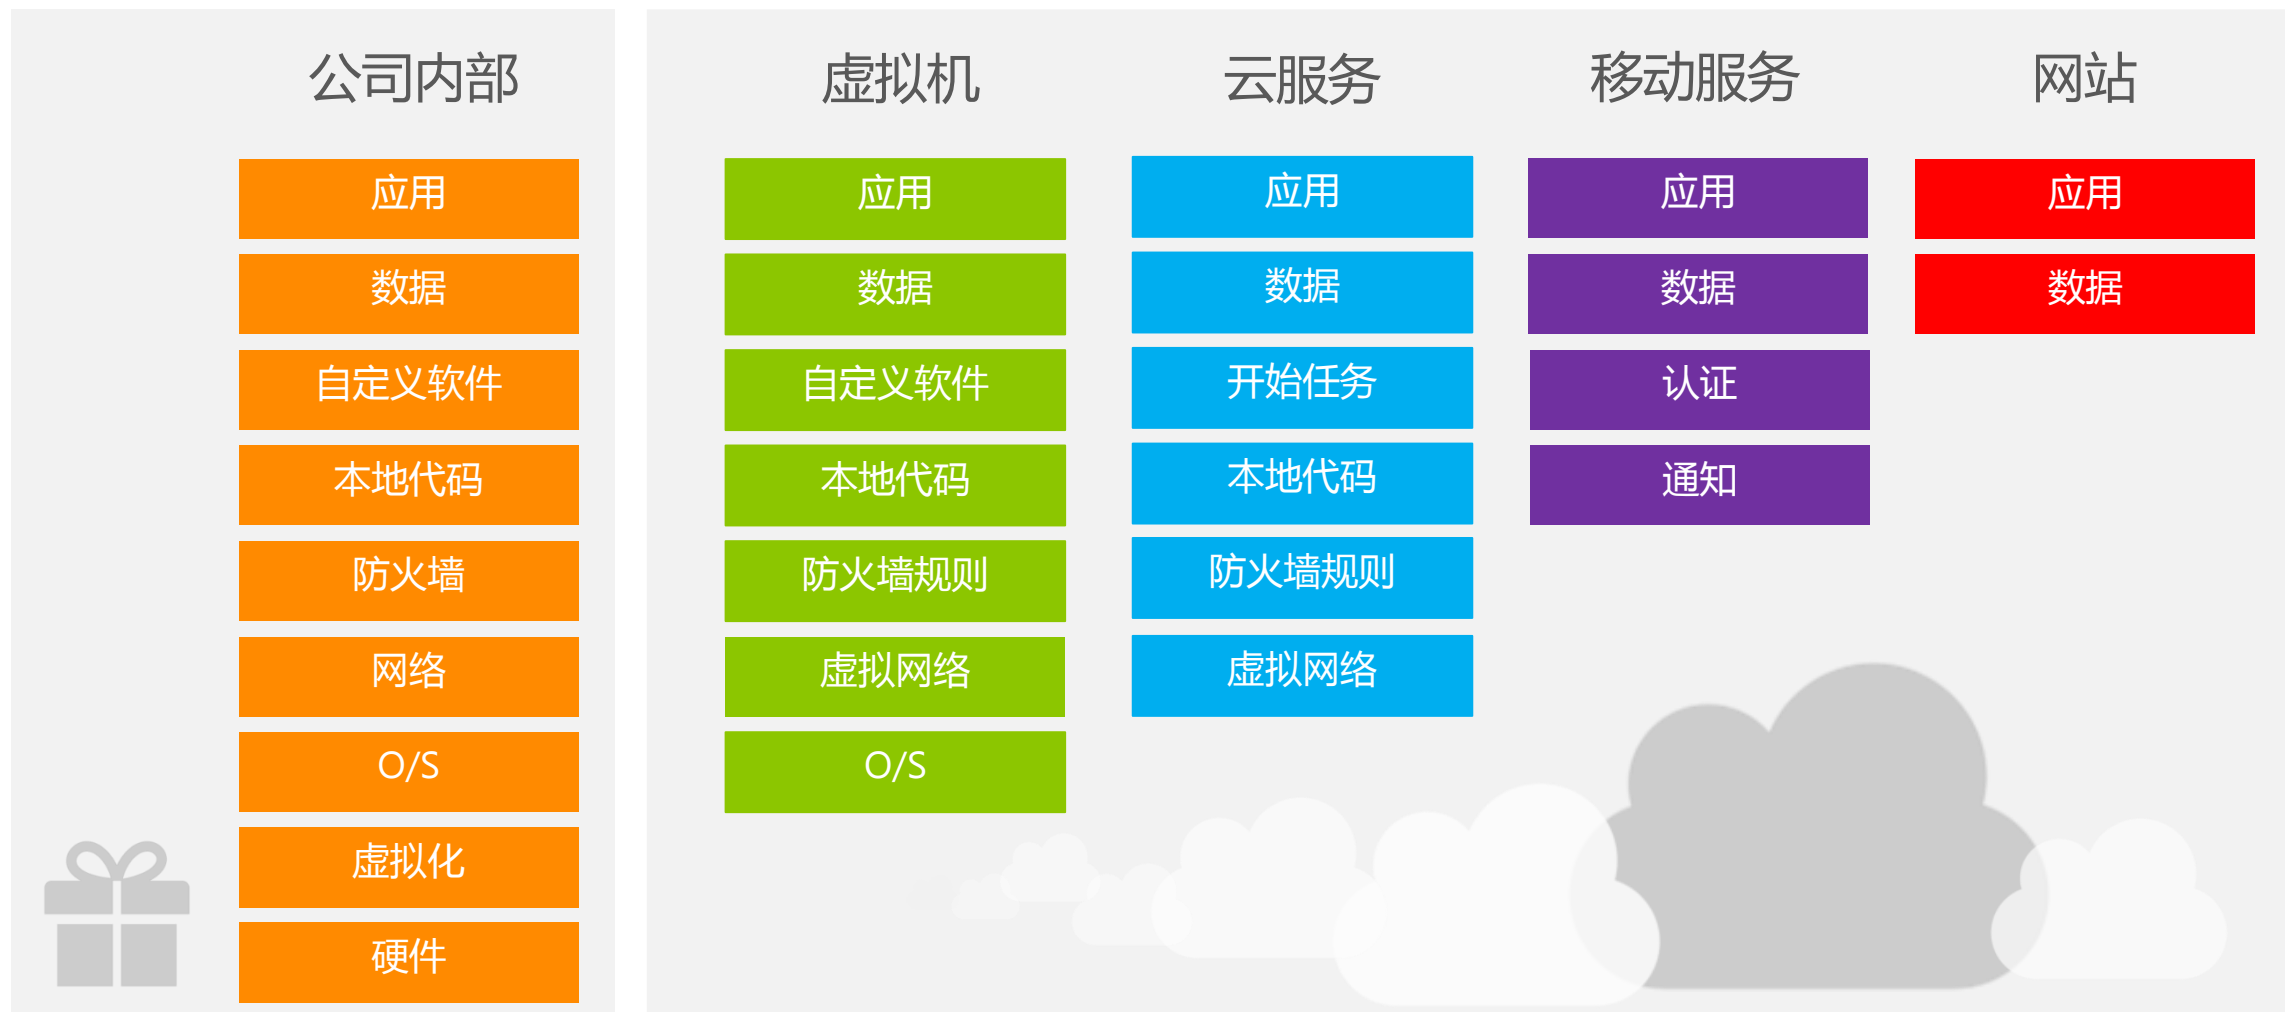 公司内部
应用
数据
自定义软件
本地代码
防火墙
网络
O/S
虚拟化
硬件
虚拟机
应用
数据
自定义软件
本地代码
防火墙规则
虚拟网络
O/S
云服务
应用
数据
开始任务
本地代码
防火墙规则
虚拟网络
移动服务
应用
数据
认证
通知
网站
应用
数据